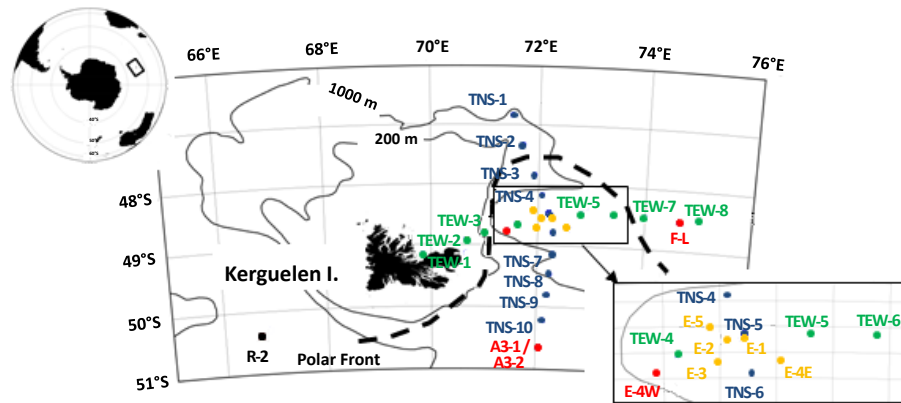 66°E
70°E
72°E
74°E
76°E
1000 m
200 m
TNS-1
TNS-2
TNS-3
TNS-4
48°S
TEW-5
TEW-7
TEW-8
TEW-3
TEW-2
F-L
TEW-1
49°S
TNS-7
Kerguelen I.
TNS-8
TNS-9
50°S
TNS-10
R-2
Polar Front
A3-1 /
A3-2
51°S
TNS-4
E-5
TNS-5
TEW-5
TEW-6
TEW-4
E-2
E-1
E-3
E-4E
E-4W
TNS-6